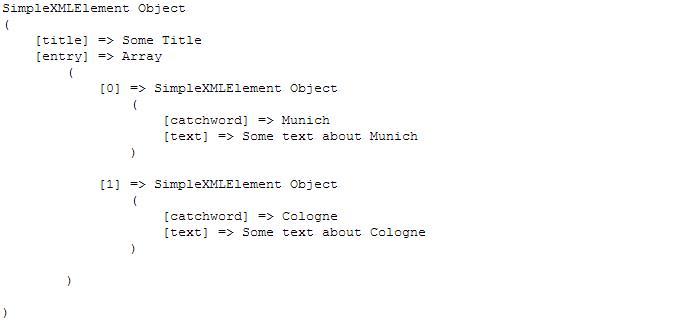 SimpleXMLElement Object
(
    [title] => Some Title
    [entry] => Array
        (
            [0] => SimpleXMLElement Object
                (
                    [catchword] => Munich
                    [text] => Some text about Munich
                )

            [1] => SimpleXMLElement Object
                (
                    [catchword] => Cologne
                    [text] => Some text about Cologne
                )

        )

)